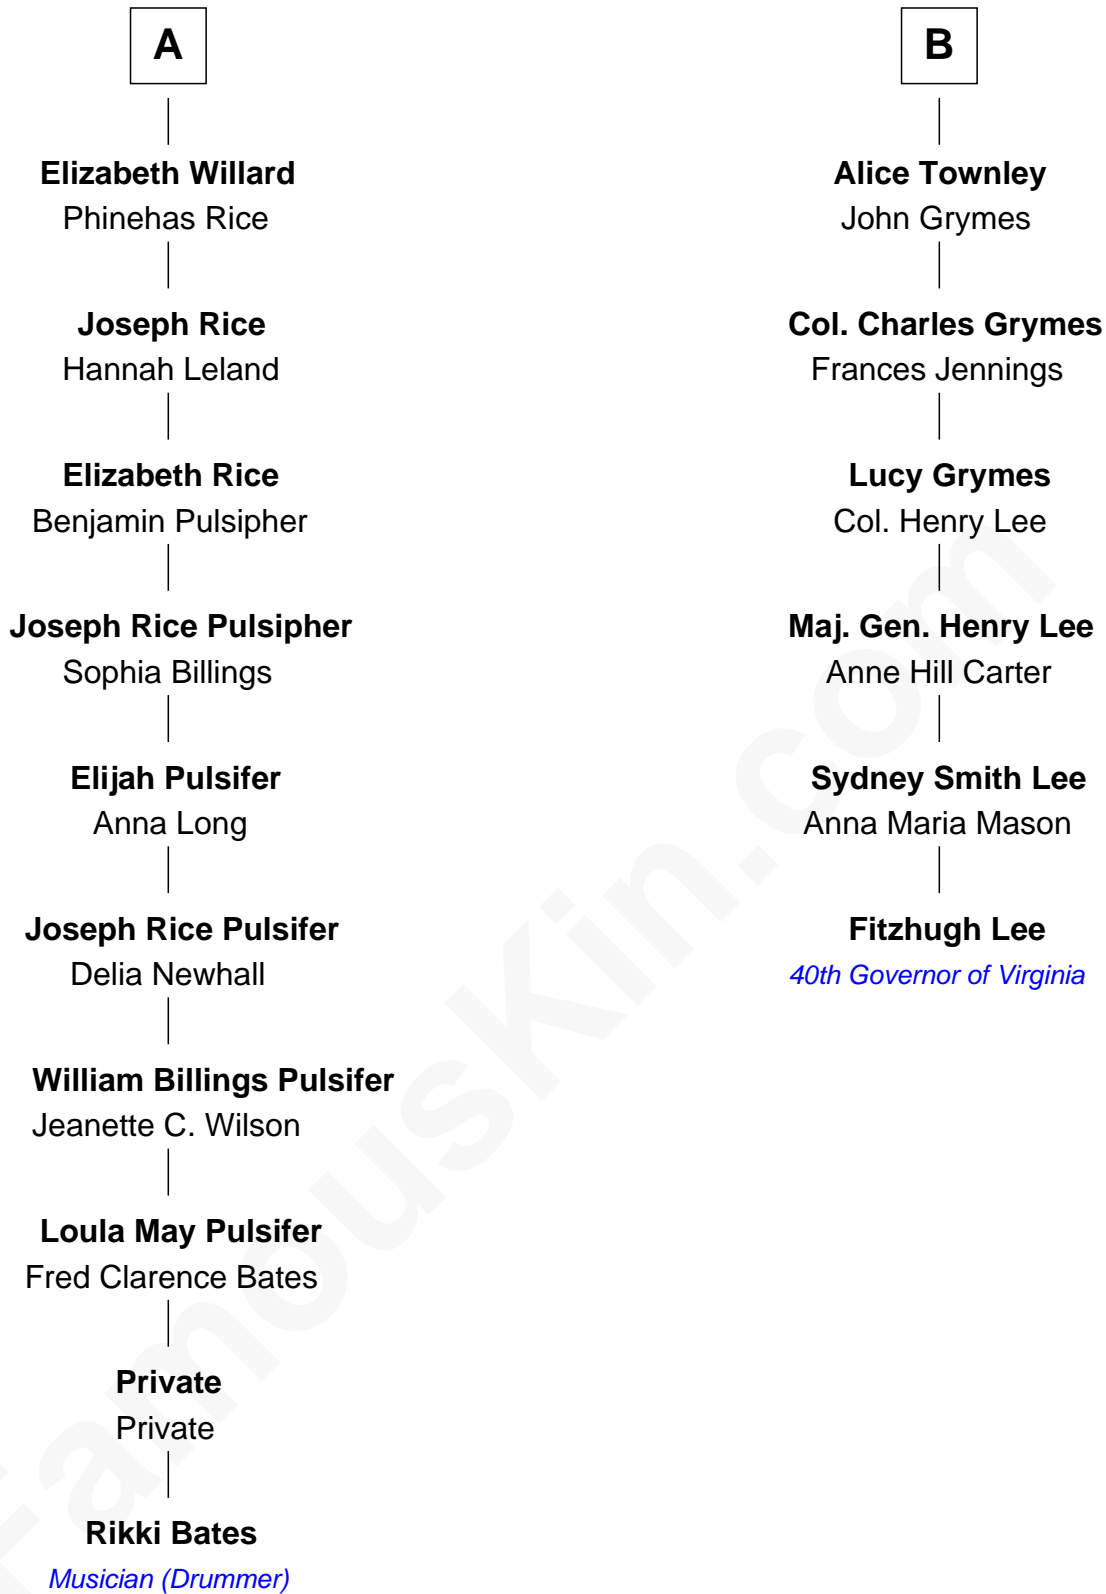 A
Elizabeth Willard
Phinehas Rice
Joseph Rice
Hannah Leland
Elizabeth Rice
Benjamin Pulsipher
Joseph Rice Pulsipher
Sophia Billings
Elijah Pulsifer
Anna Long
Joseph Rice Pulsifer
Delia Newhall
William Billings Pulsifer
Jeanette C. Wilson
Loula May Pulsifer
Fred Clarence Bates
Private
Private
Rikki Bates
Musician (Drummer)
B
Alice Townley
John Grymes
Col. Charles Grymes
Frances Jennings
Lucy Grymes
Col. Henry Lee
Maj. Gen. Henry Lee
Anne Hill Carter
Sydney Smith Lee
Anna Maria Mason
Fitzhugh Lee
40th Governor of Virginia
FamousKin.com